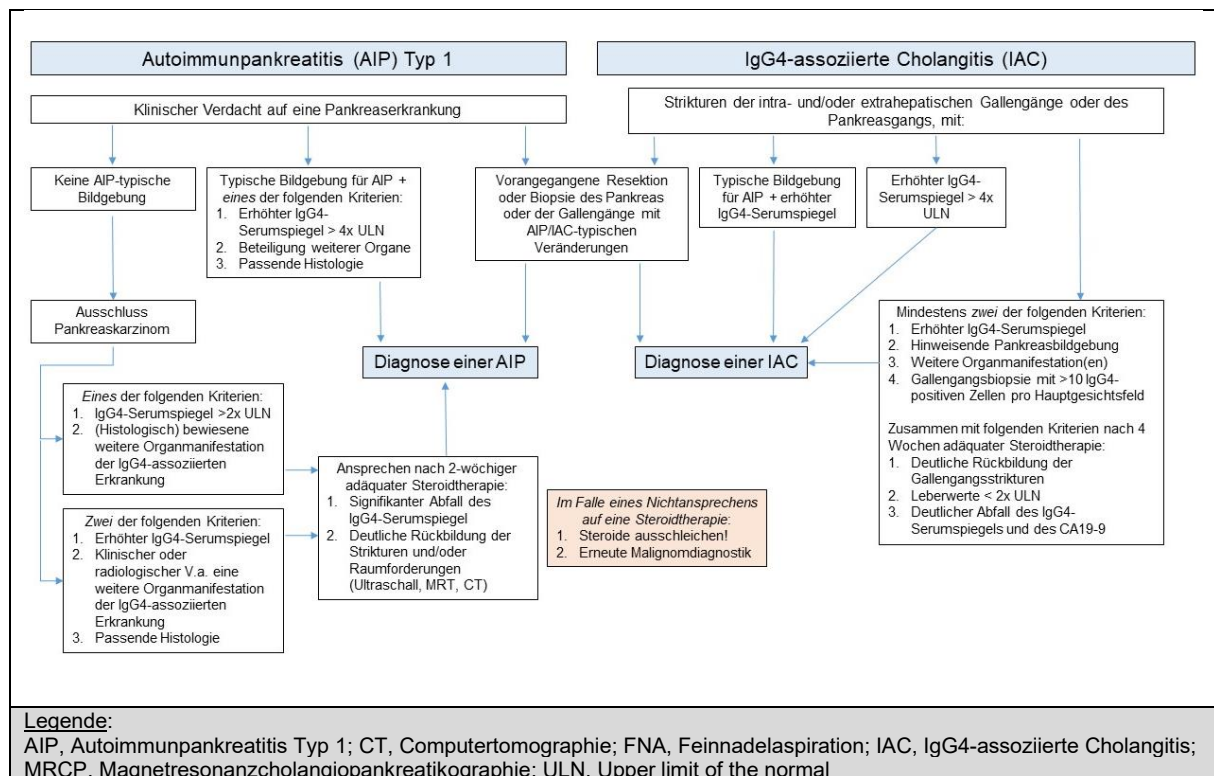 Autoimmunpankreatitis (AIP) Typ 1
IgG4-assoziierte Cholangitis (IAC)
Klinischer Verdacht auf eine Pankreaserkrankung
Strikturen der intra- und/oder extrahepatischen Gallengänge oder des
Pankreasgangs, mit:
Keine AIP-typische
Bildgebung
Typische Bildgebung für AIP +
eines der folgenden Kriterien:
1. Erhöhter IgG4-
Serumspiegel > 4x ULN
2. Beteiligung weiterer Organe
3. Passende Histologie
Vorangegangene Resektion
oder Biopsie des Pankreas
oder der Gallengänge mit
AIP/IAC-typischen
Veränderungen
Typische Bildgebung
für AIP + erhöhter
IgG4-Serumspiegel
Erhöhter IgG4-
Serumspiegel > 4x
ULN
Ausschluss
Pankreaskarzinom
Diagnose einer AIP
Diagnose einer IAC
Mindestens zwei der folgenden Kriterien:
1. Erhöhter IgG4-Serumspiegel
2. Hinweisende Pankreasbildgebung
3. Weitere Organmanifestation(en)
4. Gallengangsbiopsie mit >10 IgG4-
positiven Zellen pro Hauptgesichtsfeld
Zusammen mit folgenden Kriterien nach 4
Wochen adäquater Steroidtherapie:
1. Deutliche Rückbildung der
Gallengangsstrikturen
2. Leberwerte < 2x ULN
3. Deutlicher Abfall des IgG4-
Serumspiegels und des CA19-9
Eines der folgenden Kriterien:
1. IgG4-Serumspiegel >2x ULN
2. (Histologisch) bewiesene
weitere Organmanifestation
der IgG4-assoziierten
Erkrankung
Zwei der folgenden Kriterien:
1. Erhöhter IgG4-Serumspiegel
2. Klinischer oder
radiologischer V.a. eine
weitere Organmanifestation
der IgG4-assoziierten
Erkrankung
3. Passende Histologie
Ansprechen nach 2-wöchiger
adäquater Steroidtherapie:
1. Signifikanter Abfall des
IgG4-Serumspiegel
2. Deutliche Rückbildung der
Strikturen und/oder
Raumforderungen
(Ultraschall, MRT, CT)
Im Falle eines Nichtansprechens
auf eine Steroidtherapie:
1. Steroide ausschleichen!
2. Erneute Malignomdiagnostik
Legende:
AIP, Autoimmunpankreatitis Typ 1; CT, Computertomographie; FNA, Feinnadelaspiration; IAC, IgG4-assoziierte Cholangitis;
MRCP, Magnetresonanzcholangiopankreatikographie; ULN, Upper limit of the normal